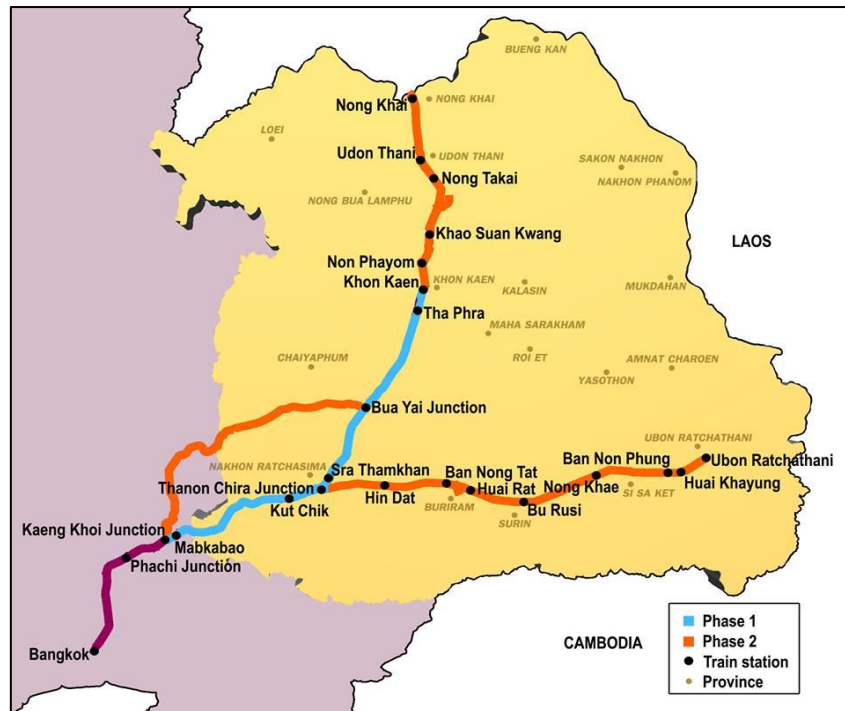 BUENG KAN
Nong Khai
NONG KHAI
LOEI
Udon Thani
UDON THANI
SAKON NAKHON
Nong Takai
NAKHON PHANOM
NONG BUA LAMPHU
Khao Suan Kwang
LAOS
Non Phayom
Khon Kaen
KHON KAEN
KALASIN
MUKDAHAN
Tha Phra
MAHA SARAKHAM
ROI ET
CHAIYAPHUM
AMNAT CHAROEN
YASOTHON
Bua Yai Junction
UBON RATCHATHANI
NAKHON RATCHASIMA
Sra Thamkhan
Ban Nong Tat
Ban Non Phung
Ubon Ratchathani
Thanon Chira Junction
Hin Dat
Huai Rat
Nong Khae
Huai Khayung
SI SA KET
Kut Chik
BURIRAM
Bu Rusi
SURIN
Kaeng Khoi Junction
Mabkabao
Phachi Junction
Bangkok
CAMBODIA
Phase 1
Phase 2
Train station
Province